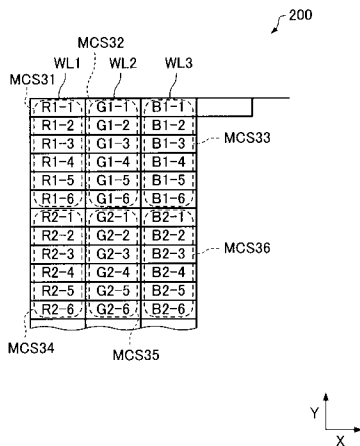 200
MCS32
WL1 WL2 WL3
MCS31
R1-1 G1-1 B1-1
R1-2 G1-2 B1-2
R1-3 G1-3 B1-3
MCS33
R1-4 G1-4 B1-4
R1-5 G1-5 B1-5
R1-6 G1-6 B1-6
R2-1 G2-1 B2-1
R2-2 G2-2 B2-2
R2-3 G2-3 B2-3
MCS36
R2-4 G2-4 B2-4
R2-5 G2-5 B2-5
R2-6 G2-6 B2-6
MCS34
MCS35
Y
X